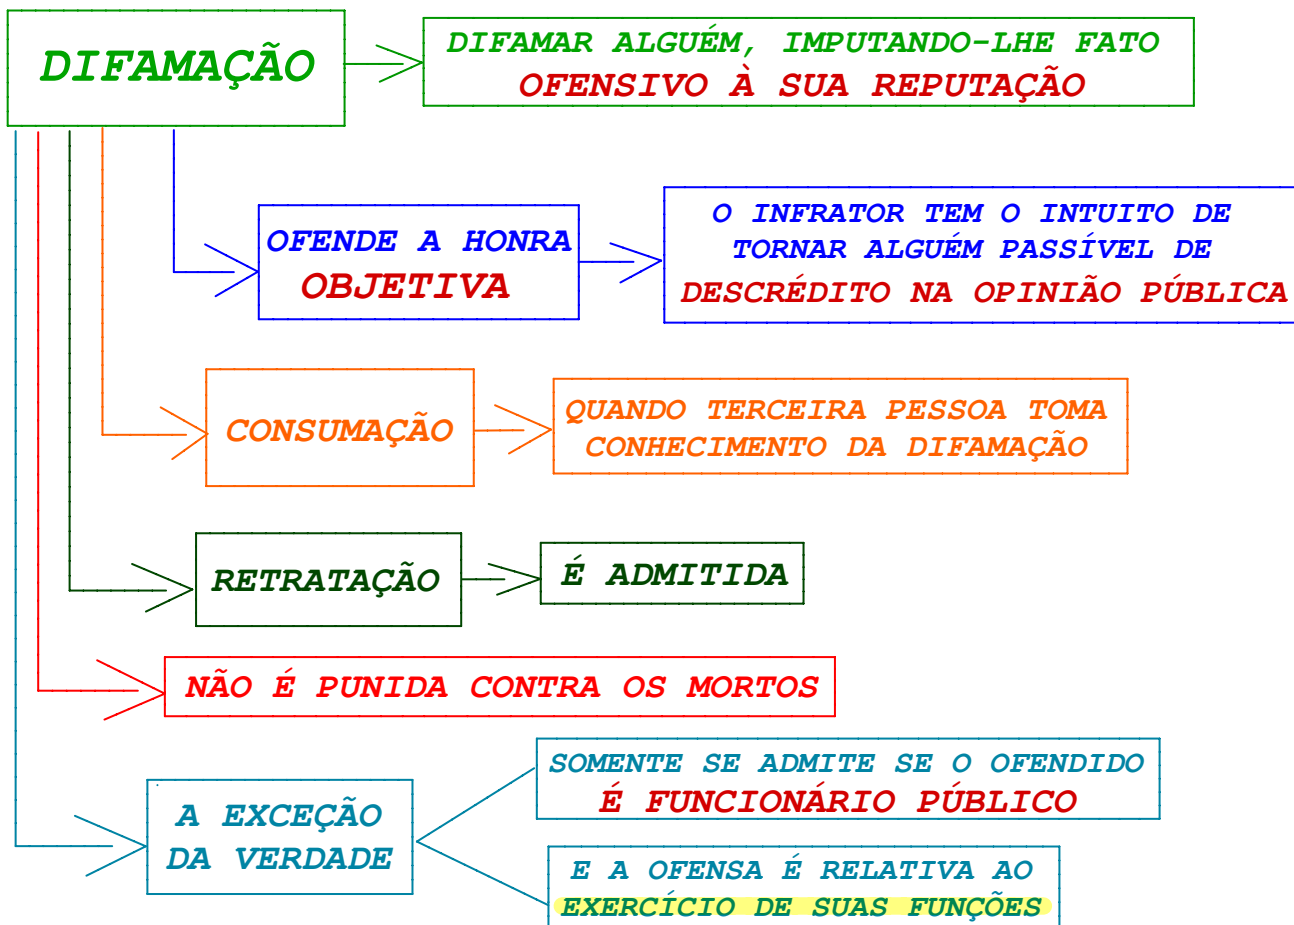 DIFAMAÇÃO
DIFAMAR ALGUÉM, IMPUTANDO-LHE FATO
OFENSIVO À SUA REPUTAÇÃO
OFENDE A HONRA
OBJETIVA
O INFRATOR TEM O INTUITO DE
TORNAR ALGUÉM PASSÍVEL DE
DESCRÉDITO NA OPINIÃO PÚBLICA
CONSUMAÇÃO
QUANDO TERCEIRA PESSOA TOMA
CONHECIMENTO DA DIFAMAÇÃO
RETRATAÇÃO
É ADMITIDA
NÃO É PUNIDA CONTRA OS MORTOS
A EXCEÇÃO
DA VERDADE
SOMENTE SE ADMITE SE O OFENDIDO
É FUNCIONÁRIO PÚBLICO
E A OFENSA É RELATIVA AO
EXERCÍCIO DE SUAS FUNÇÕES